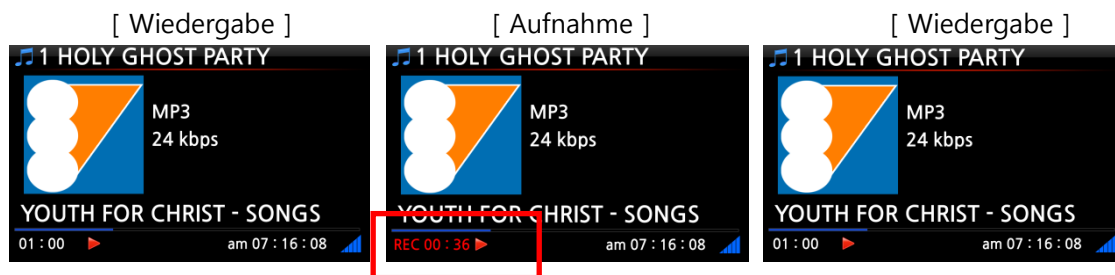 [ Wiedergabe ]
1 HOLY GHOST PARTY
MP3
24 kbps
YOUTH FOR CHRIST - SONGS
01 : 00
am 07 : 16 : 08
[ Aufnahme ]
1 HOLY GHOST PARTY
MP3
24 kbps
YOUTH FOR CHRIST - SONGS
REC 00 : 36
am 07 : 16 : 08
[ Wiedergabe ]
1 HOLY GHOST PARTY
MP3
24 kbps
YOUTH FOR CHRIST - SONGS
01 : 00
am 07 : 16 : 08